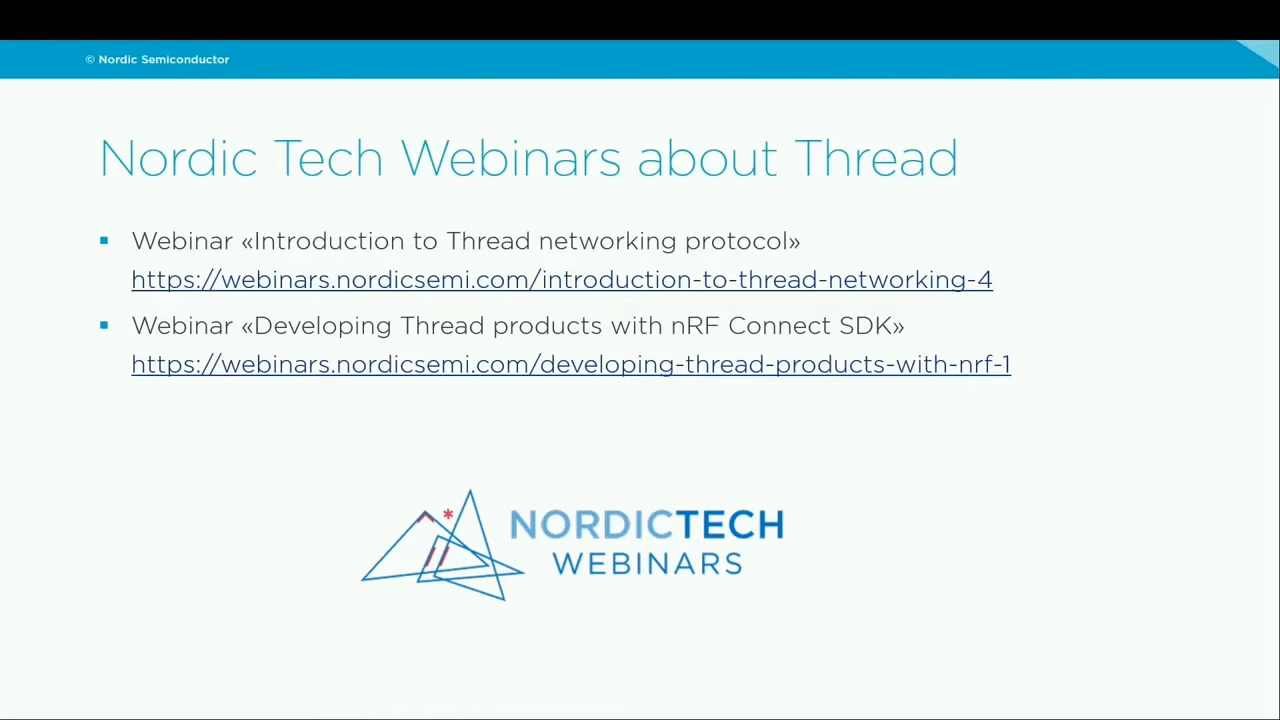 © Nordic Semiconductor
Nordic Tech Webinars about Thread
Webinar «Introduction to Thread networking protocol»
https://webinars.nordicsemi.com/introduction-to-thread-networking-4
Webinar «Developing Thread products with nRF Connect SDK»
https://webinars.nordicsemi.com/developing-thread-products-with-nrf-1
NORDICTECH
WEBINARS